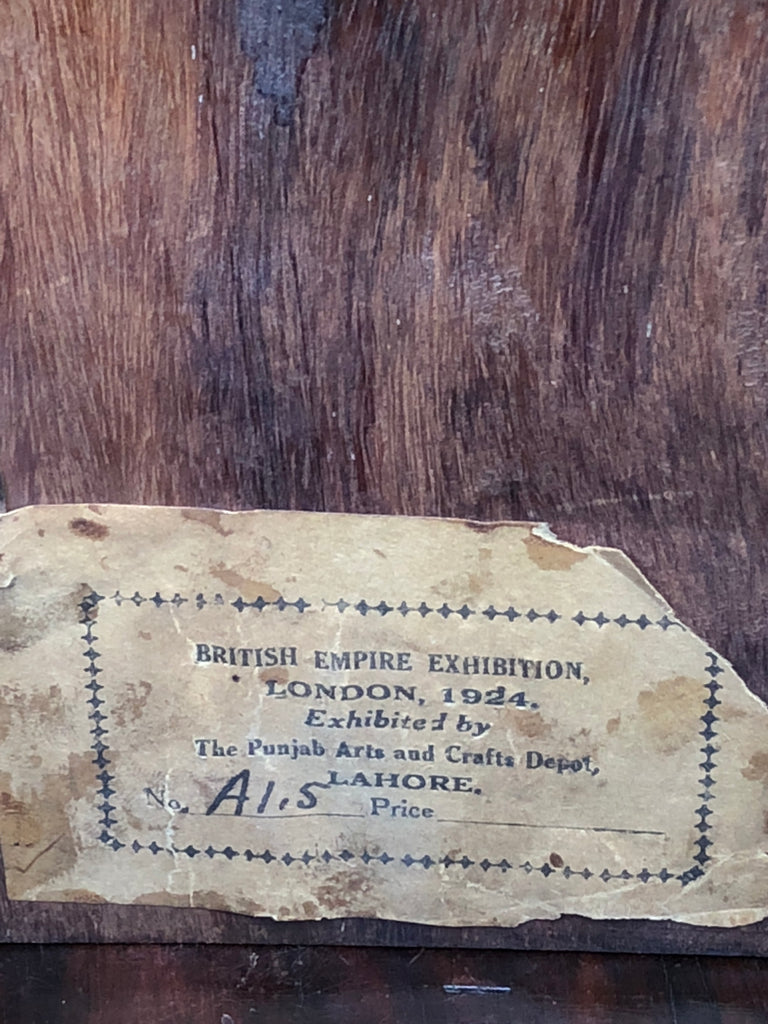 BRITISH EMPIRE EXHIBITION,
LONDON, 1924.
Exhibited by
The Punjab Arts and Crafts Depot,
LAHORE.
No. A1.5 Price